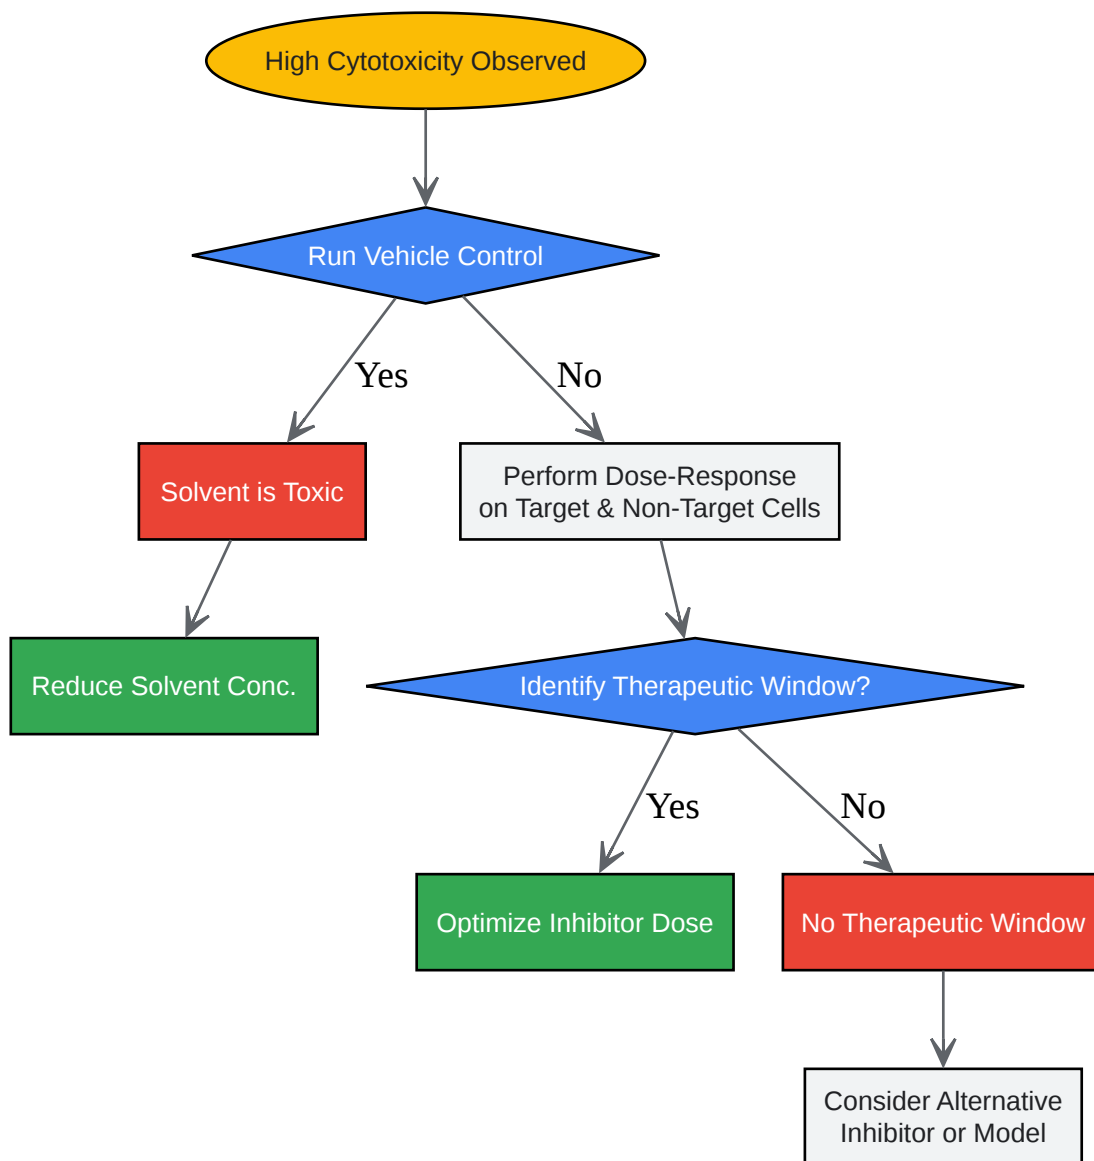 High Cytotoxicity Observed
Run Vehicle Control
Yes
No
Solvent is Toxic
Perform Dose-Response
on Target & Non-Target Cells
Reduce Solvent Conc.
Identify Therapeutic Window?
Yes
No
Optimize Inhibitor Dose
No Therapeutic Window
Consider Alternative
Inhibitor or Model